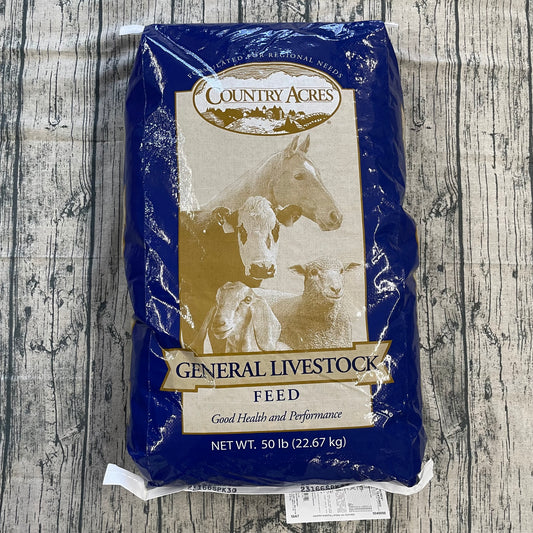 FORMULATED FOR REGIONAL NEEDS
COUNTRY ACRES
GENERAL LIVESTOCK
FEED
Good Health and Performance
NET WT. 50 lb (22.67 kg)